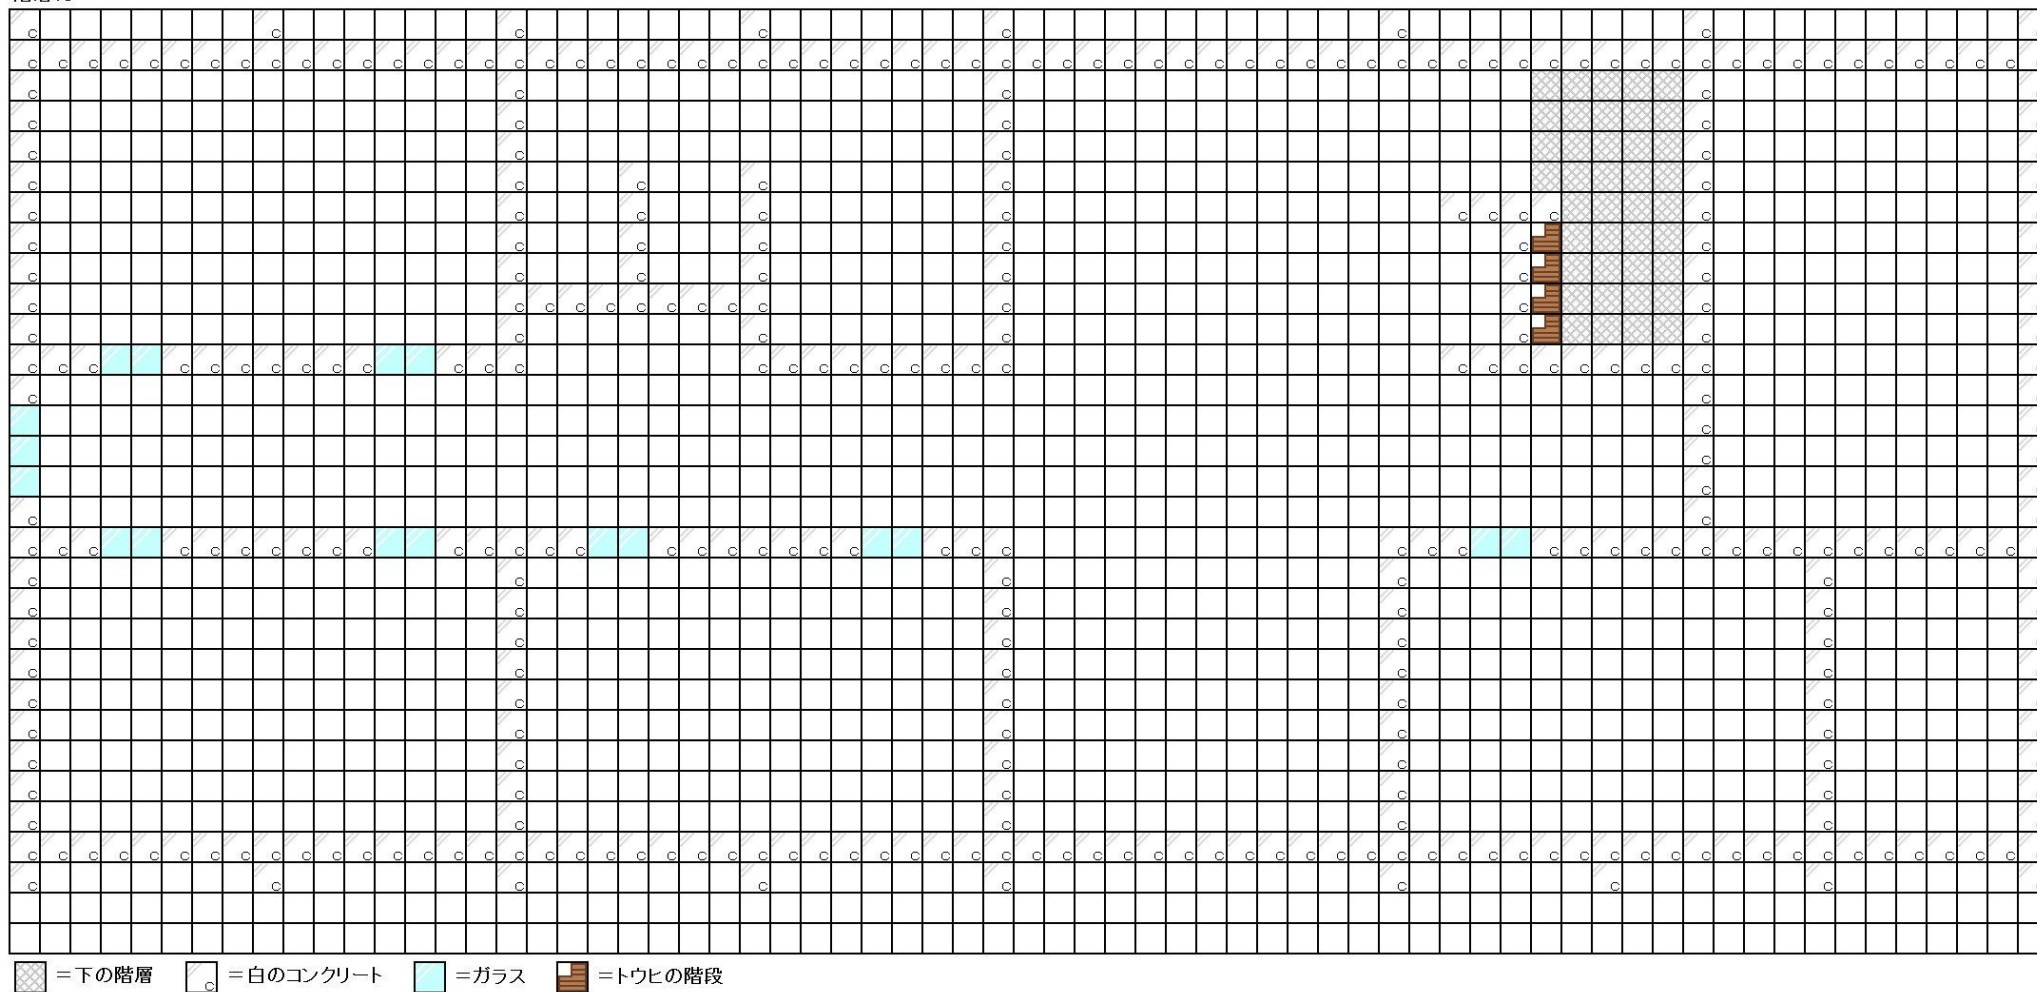 =下の階層 =白のコンクリート =ガラス =トウヒの階段